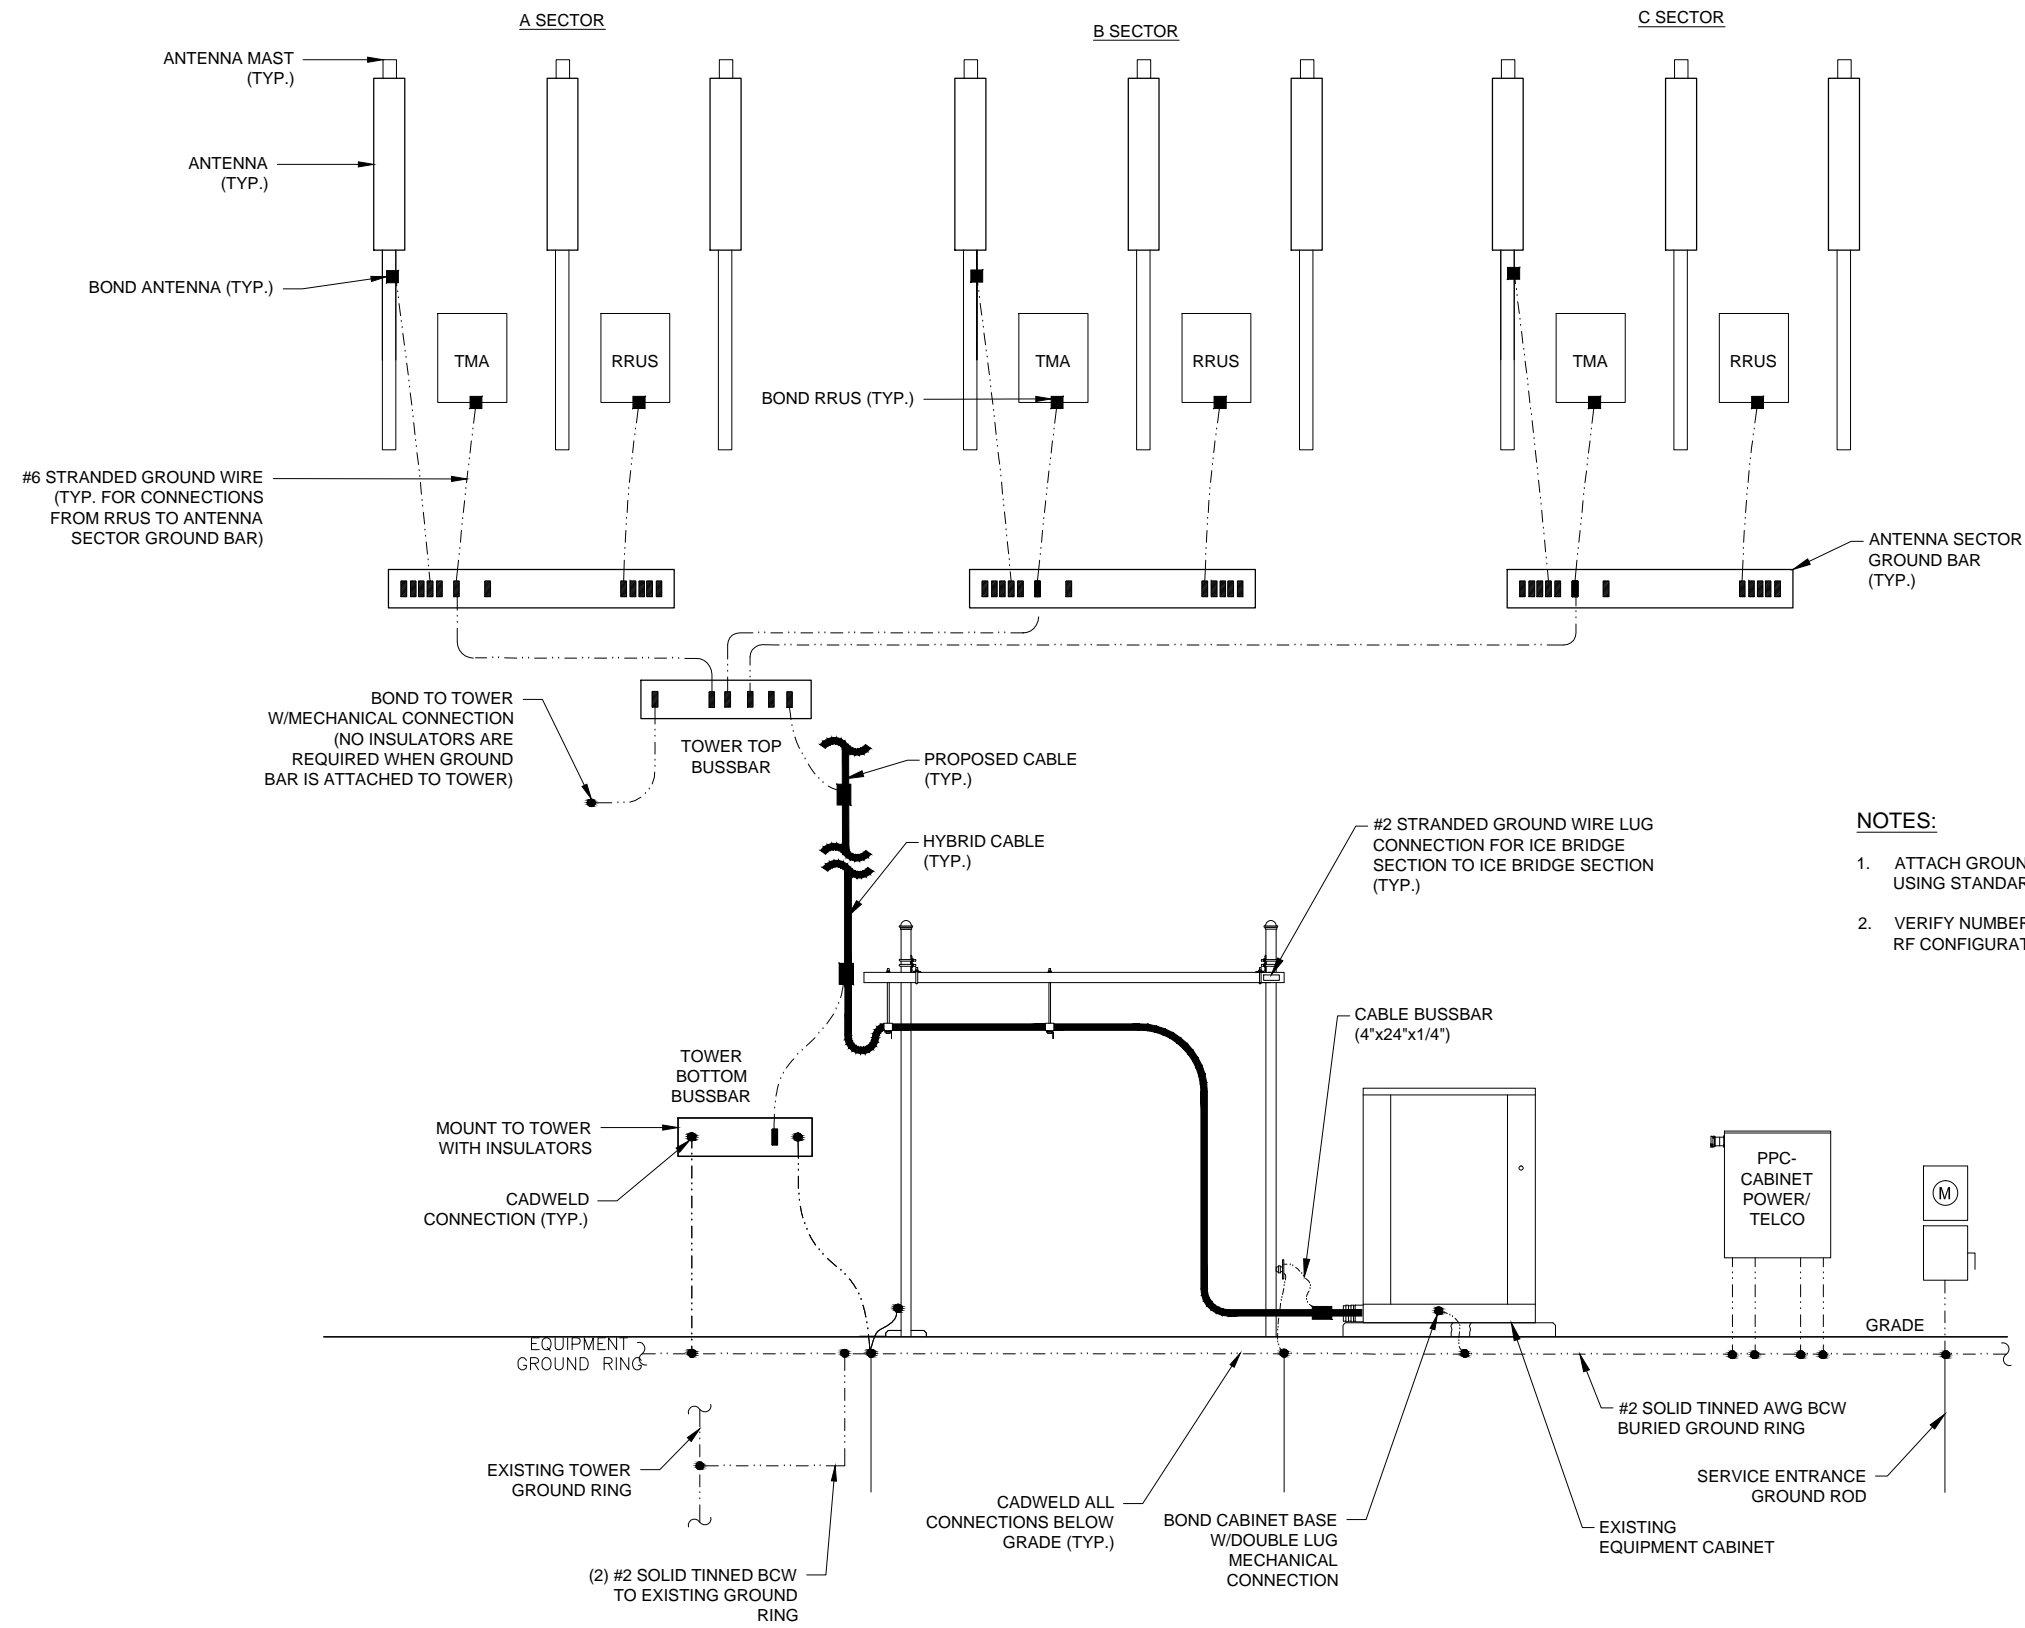 A SECTOR
B SECTOR
C SECTOR
ANTENNA MAST
(TYP.)
ANTENNA
(TYP.)
BOND ANTENNA (TYP.)
TMA
RRUS
BOND RRUS (TYP.)
TMA
RRUS
TMA
RRUS
#6 STRANDED GROUND WIRE
(TYP. FOR CONNECTIONS
FROM RRUS TO ANTENNA
SECTOR GROUND BAR)
ANTENNA SECTOR
GROUND BAR
(TYP.)
BOND TO TOWER
W/MECHANICAL CONNECTION
(NO INSULATORS ARE
REQUIRED WHEN GROUND
BAR IS ATTACHED TO TOWER)
TOWER TOP
BUSSBAR
PROPOSED CABLE
(TYP.)
HYBRID CABLE
(TYP.)
#2 STRANDED GROUND WIRE LUG
CONNECTION FOR ICE BRIDGE
SECTION TO ICE BRIDGE SECTION
(TYP.)
NOTES:
1. ATTACH GROUN
USING STANDAR
2. VERIFY NUMBER
RF CONFIGURAT
CABLE BUSSBAR
(4"x24"x1/4")
TOWER
BOTTOM
BUSSBAR
MOUNT TO TOWER
WITH INSULATORS
CADWELD
CONNECTION (TYP.)
PPC-
CABINET
POWER/
TELCO
M
GRADE
EQUIPMENT
GROUND RING
#2 SOLID TINNED AWG BCW
BURIED GROUND RING
EXISTING TOWER
GROUND RING
SERVICE ENTRANCE
GROUND ROD
CADWELD ALL
CONNECTIONS BELOW
GRADE (TYP.)
BOND CABINET BASE
W/DOUBLE LUG
MECHANICAL
CONNECTION
EXISTING
EQUIPMENT CABINET
(2) #2 SOLID TINNED BCW
TO EXISTING GROUND
RING